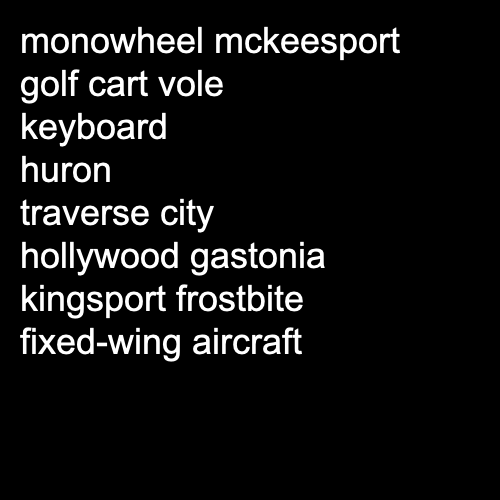 monowheel mckeesport
golf cart vole
keyboard
huron
traverse city
hollywood gastonia
kingsport frostbite
fixed-wing aircraft